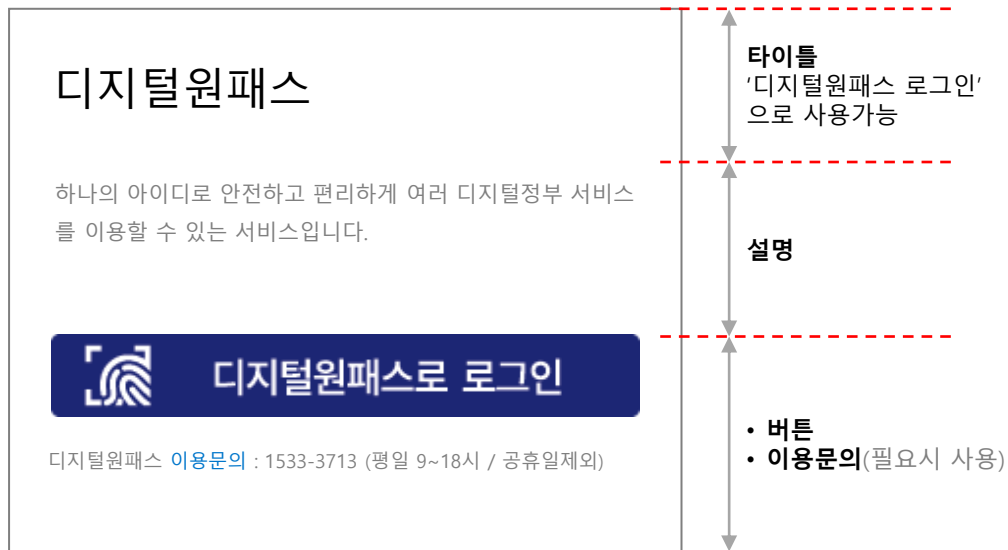 디지털원패스
하나의 아이디로 안전하고 편리하게 여러 디지털정부 서비스
를 이용할 수 있는 서비스입니다.
디지털원패스로 로그인
디지털원패스 이용문의 : 1533-3713 (평일 9~18시 / 공휴일제외)
타이틀
‘디지털원패스 로그인’
으로 사용가능
설명
• 버튼
• 이용문의(필요시 사용)